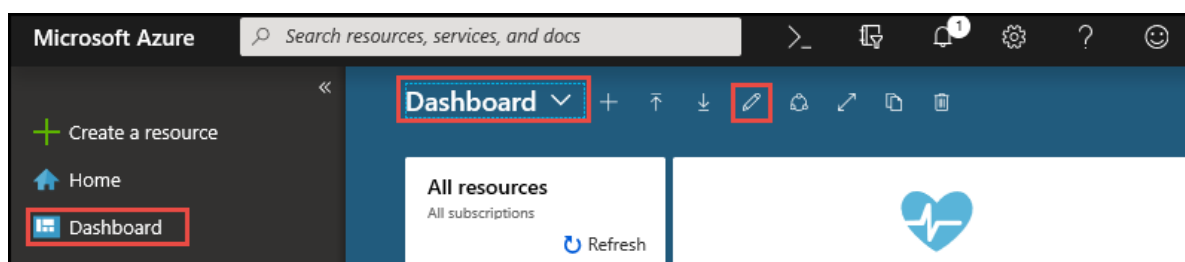 Microsoft Azure
Search resources, services, and docs
1
«
Create a resource
Home
Dashboard
Dashboard
All resources
All subscriptions
Refresh